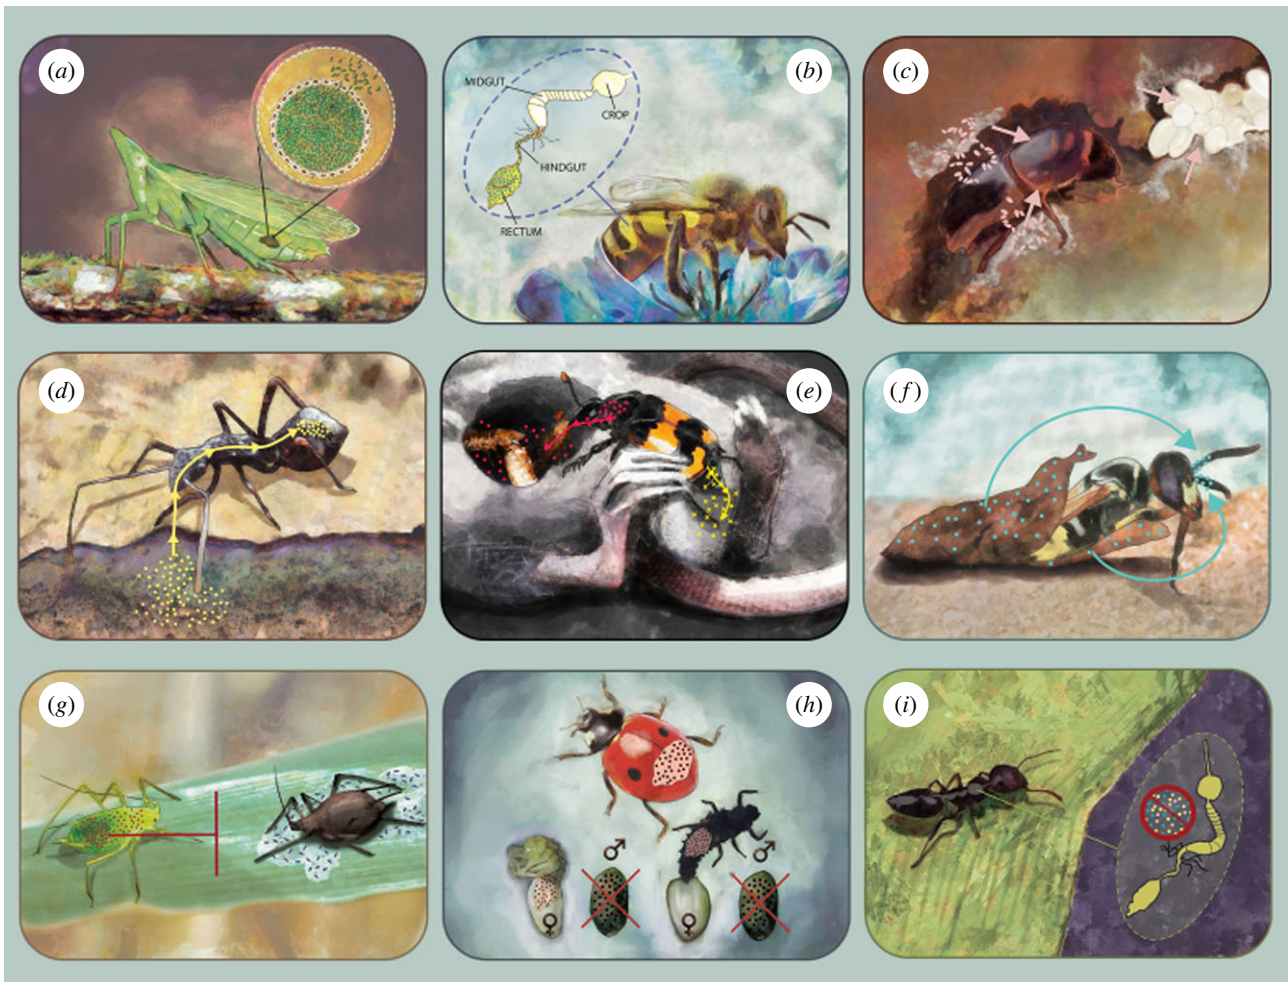 (a)
(b)
MIDGUT
CROP
HINDGUT
RECTUM
(c)
(d)
(e)
(f)
(g)
(h)
♂ ♂
♀ ♀
(i)